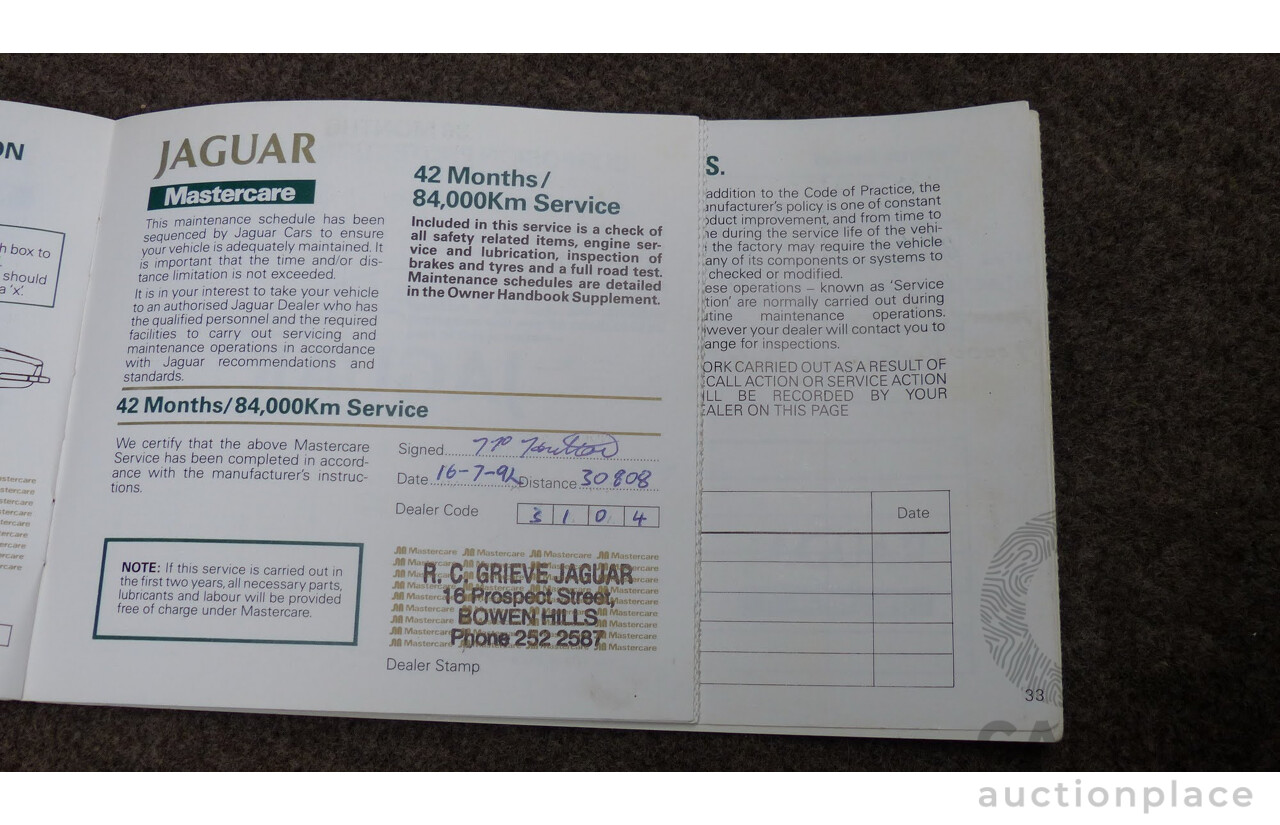 ON
h box to
should
a 'x'.
JAGUAR
Mastercare
This maintenance schedule has been
sequenced by Jaguar Cars to ensure
your vehicle is adequately maintained. It
is important that the time and/or dis-
tance limitation is not exceeded.
It is in your interest to take your vehicle
to an authorised Jaguar Dealer who has
the qualified personnel and the required
facilities to carry out servicing and
maintenance operations in accordance
with Jaguar recommendations and
standards.
42 Months/
84,000Km Service
Included in this service is a check of
all safety related items, engine ser-
vice and lubrication, inspection of
brakes and tyres and a full road test.
Maintenance schedules are detailed
in the Owner Handbook Supplement.
42 Months/84,000Km Service
We certify that the above Mastercare
Service has been completed in accord-
ance with the manufacturer's instruc-
tions.
NOTE: If this service is carried out in
the first two years, all necessary parts,
lubricants and labour will be provided
free of charge under Mastercare.
Signed
Date 16-7-92 Distance 30808
Dealer Code 3 1 0 4
Mastercare Mastercare Mastercare Mastercare
R. C. GRIEVE JAGUAR
16 Prospect Street,
BOWEN HILLS
Phone 252 2587
Dealer Stamp
S.
addition to the Code of Practice, the
anufacturer's policy is one of constant
oduct improvement, and from time to
ne during the service life of the vehi-
the factory may require the vehicle
any of its components or systems to
checked or modified.
ese operations – known as 'Service
tion' are normally carried out during
utine maintenance operations.
wever your dealer will contact you to
ange for inspections.
ORK CARRIED OUT AS A RESULT OF
CALL ACTION OR SERVICE ACTION
ILL BE RECORDED BY YOUR
EALER ON THIS PAGE
Date
33
auctionplace